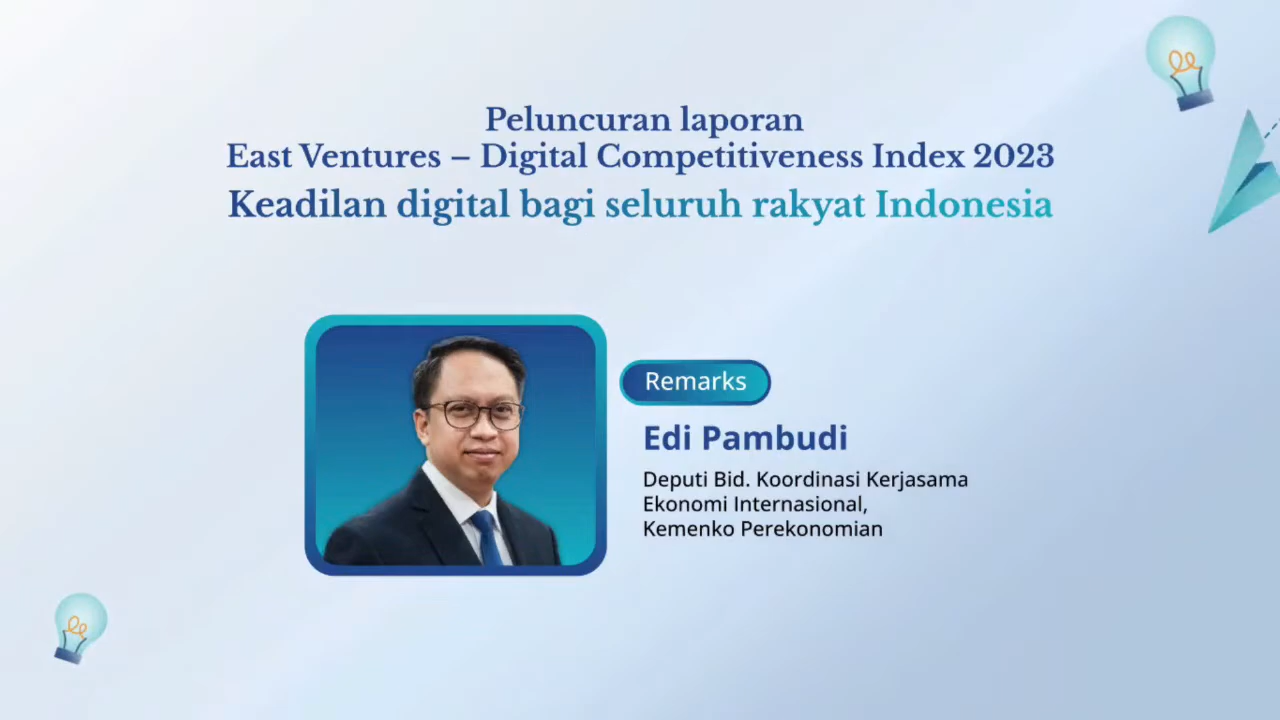 Peluncuran laporan
East Ventures – Digital Competitiveness Index 2023
Keadilan digital bagi seluruh rakyat Indonesia
Remarks
Edi Pambudi
Deputi Bid. Koordinasi Kerjasama
Ekonomi Internasional,
Kemenko Perekonomian